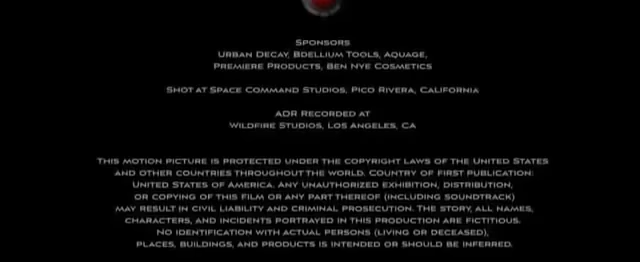 Sponsors
Urban Decay, Bdellium Tools, Aquage,
Premiere Products, Ben Nye Cosmetics
Shot at Space Command Studios, Pico Rivera, California
ADR Recorded at
Wildfire Studios, Los Angeles, CA
This motion picture is protected under the copyright laws of the United States
and other countries throughout the world. Country of first publication:
United States of America. Any unauthorized exhibition, distribution,
or copying of this film or any part thereof (including soundtrack)
may result in civil liability and criminal prosecution. The story, all names,
characters, and incidents portrayed in this production are fictitious.
No identification with actual persons (living or deceased),
places, buildings, and products is intended or should be inferred.